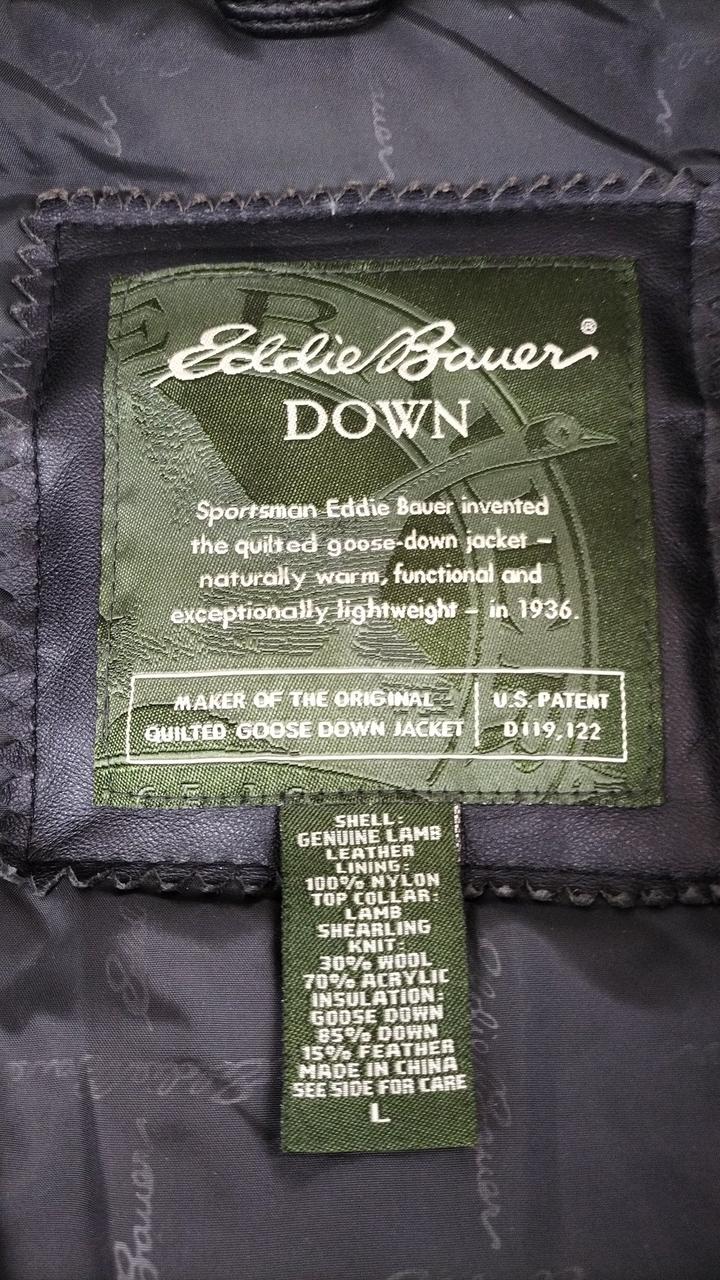 Eddie Bauer®
DOWN
Sportsman Eddie Bauer invented
the quilted goose-down jacket –
naturally warm, functional and
exceptionally lightweight – in 1936.
MAKER OF THE ORIGINAL
QUILTED GOOSE DOWN JACKET
U.S. PATENT
D119,122
SHELL:
GENUINE LAMB
LEATHER
LINING:
100% NYLON
TOP COLLAR:
LAMB
SHEARLING
KNIT:
30% WOOL
70% ACRYLIC
INSULATION:
GOOSE DOWN
85% DOWN
15% FEATHER
MADE IN CHINA
SEE SIDE FOR CARE
L
Eddie Bauer
Bauer